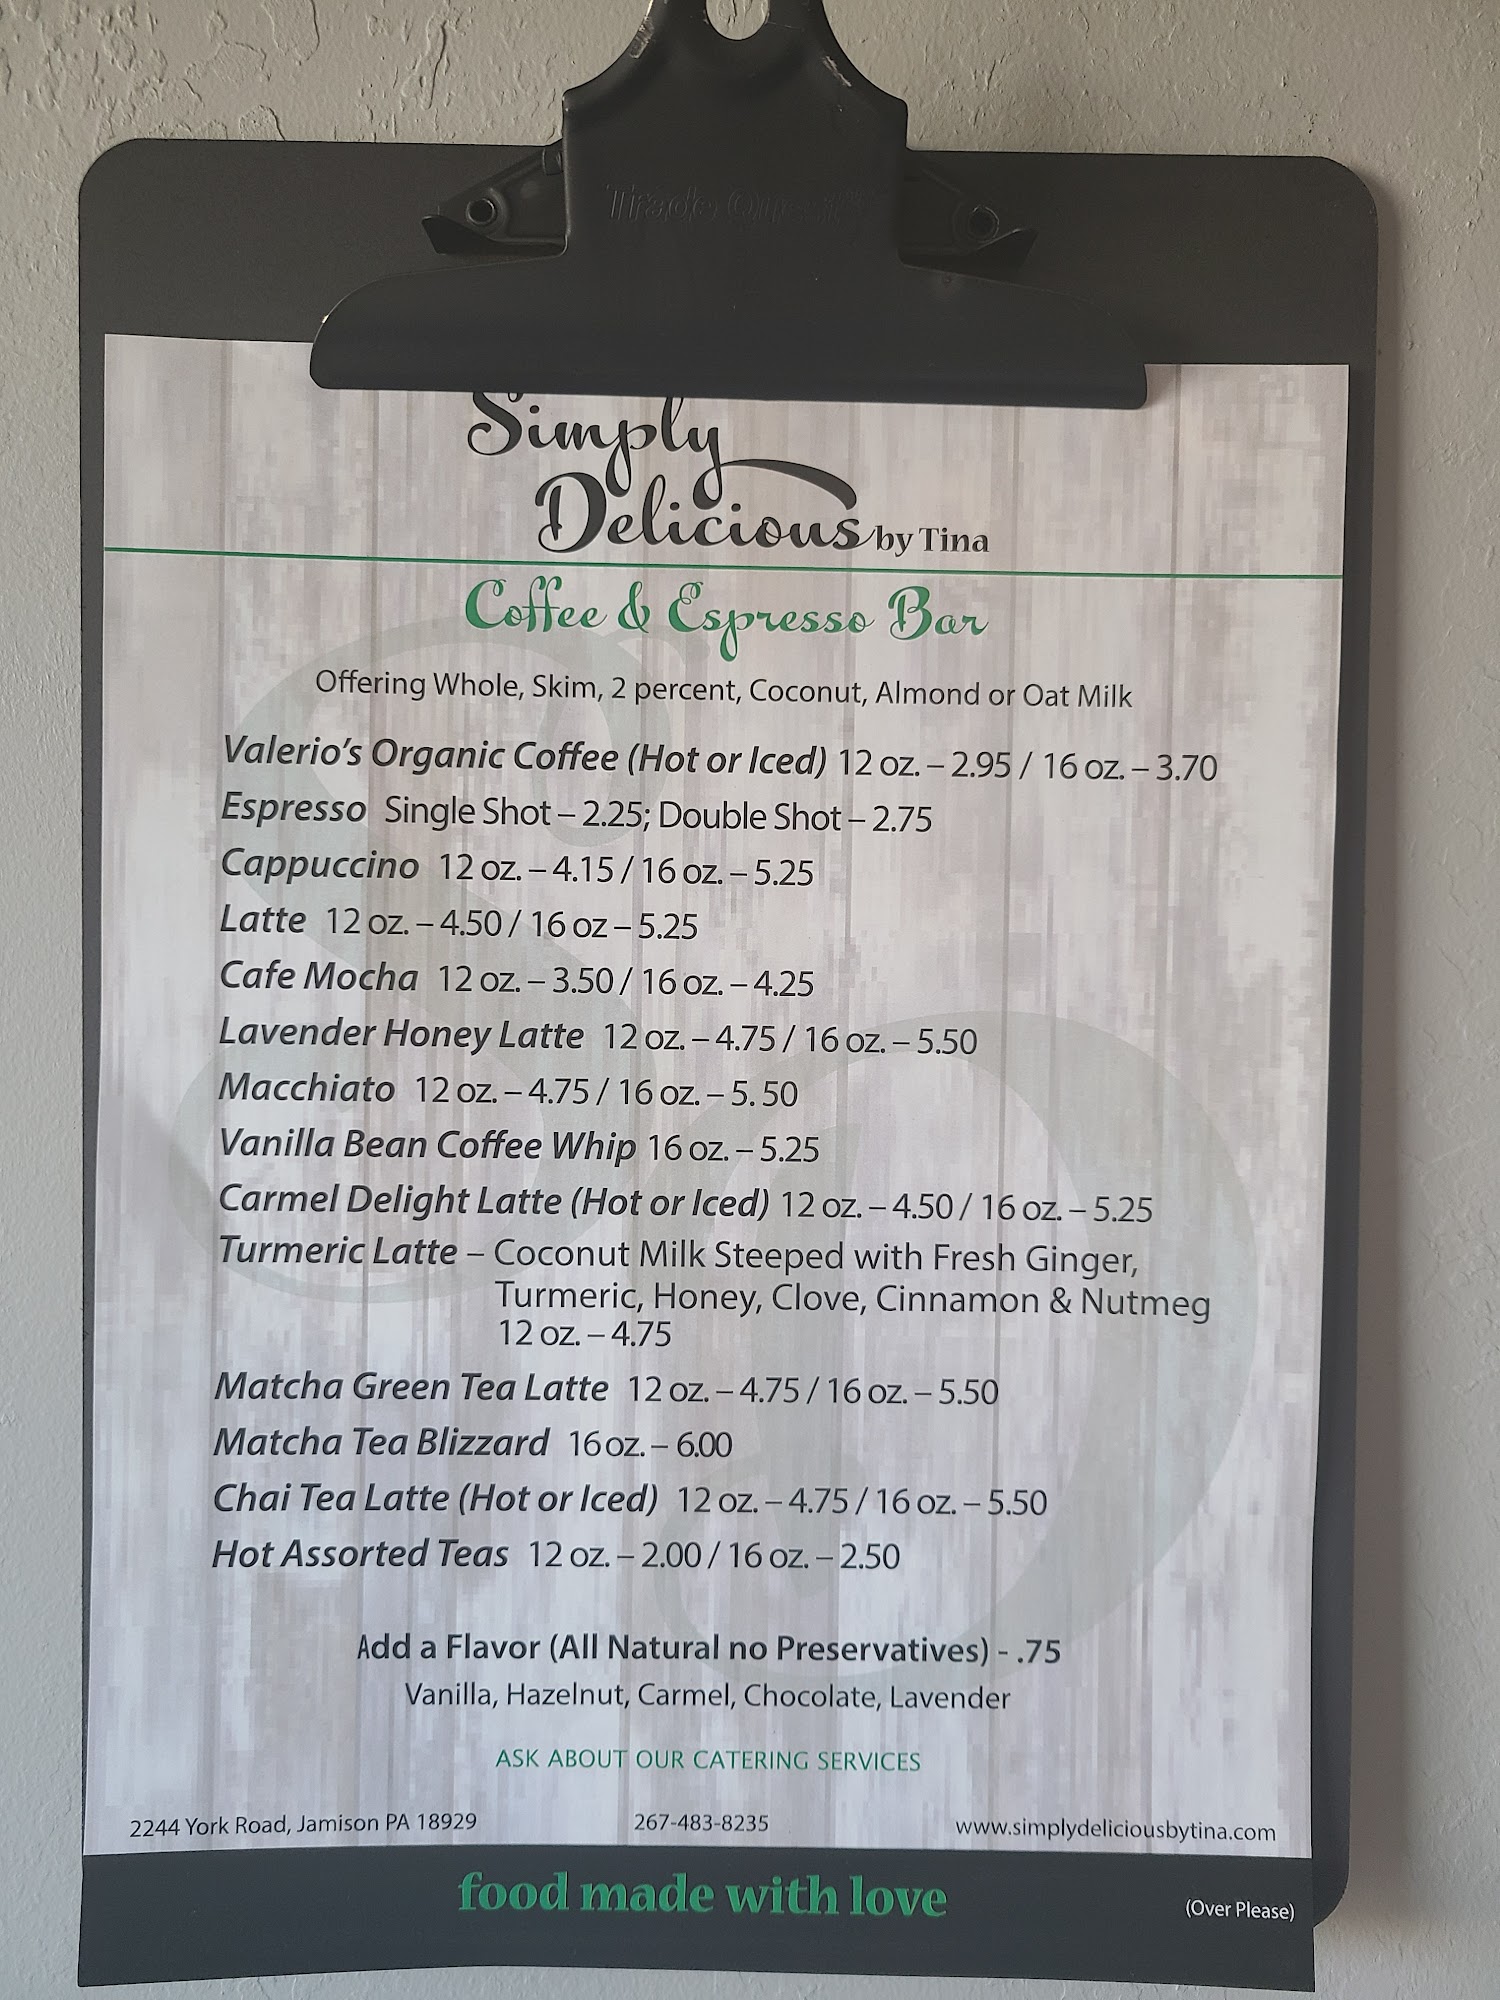 Trade Quest
Simply
Delicious by Tina
Coffee & Espresso Bar
Offering Whole, Skim, 2 percent, Coconut, Almond or Oat Milk
Valerio's Organic Coffee (Hot or Iced) 12 oz. – 2.95 / 16 oz. – 3.70
Espresso Single Shot – 2.25; Double Shot – 2.75
Cappuccino 12 oz. – 4.15 / 16 oz. – 5.25
Latte 12 oz. – 4.50 / 16 oz – 5.25
Cafe Mocha 12 oz. – 3.50 / 16 oz. – 4.25
Lavender Honey Latte 12 oz. – 4.75 / 16 oz. – 5.50
Macchiato 12 oz. – 4.75 / 16 oz. – 5. 50
Vanilla Bean Coffee Whip 16 oz. – 5.25
Carmel Delight Latte (Hot or Iced) 12 oz. – 4.50 / 16 oz. – 5.25
Turmeric Latte – Coconut Milk Steeped with Fresh Ginger,
Turmeric, Honey, Clove, Cinnamon & Nutmeg
12 oz. – 4.75
Matcha Green Tea Latte 12 oz. – 4.75 / 16 oz. – 5.50
Matcha Tea Blizzard 16 oz. – 6.00
Chai Tea Latte (Hot or Iced) 12 oz. – 4.75 / 16 oz. – 5.50
Hot Assorted Teas 12 oz. – 2.00 / 16 oz. – 2.50
Add a Flavor (All Natural no Preservatives) - .75
Vanilla, Hazelnut, Carmel, Chocolate, Lavender
ASK ABOUT OUR CATERING SERVICES
2244 York Road, Jamison PA 18929 267-483-8235 www.simplydeliciousbytina.com
food made with love
(Over Please)